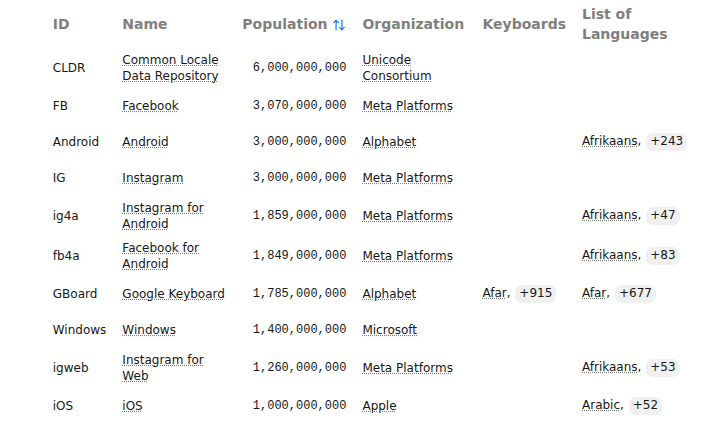 ID Name Population Organization Keyboards List of Languages
CLDR Common Locale Data Repository 6,000,000,000 Unicode Consortium
FB Facebook 3,070,000,000 Meta Platforms
Android Android 3,000,000,000 Alphabet Afrikaans, +243
IG Instagram 3,000,000,000 Meta Platforms
ig4a Instagram for Android 1,859,000,000 Meta Platforms Afrikaans, +47
fb4a Facebook for Android 1,849,000,000 Meta Platforms Afrikaans, +83
GBoard Google Keyboard 1,785,000,000 Alphabet Afar, +915 Afar, +677
Windows Windows 1,400,000,000 Microsoft
igweb Instagram for Web 1,260,000,000 Meta Platforms Afrikaans, +53
iOS iOS 1,000,000,000 Apple Arabic, +52